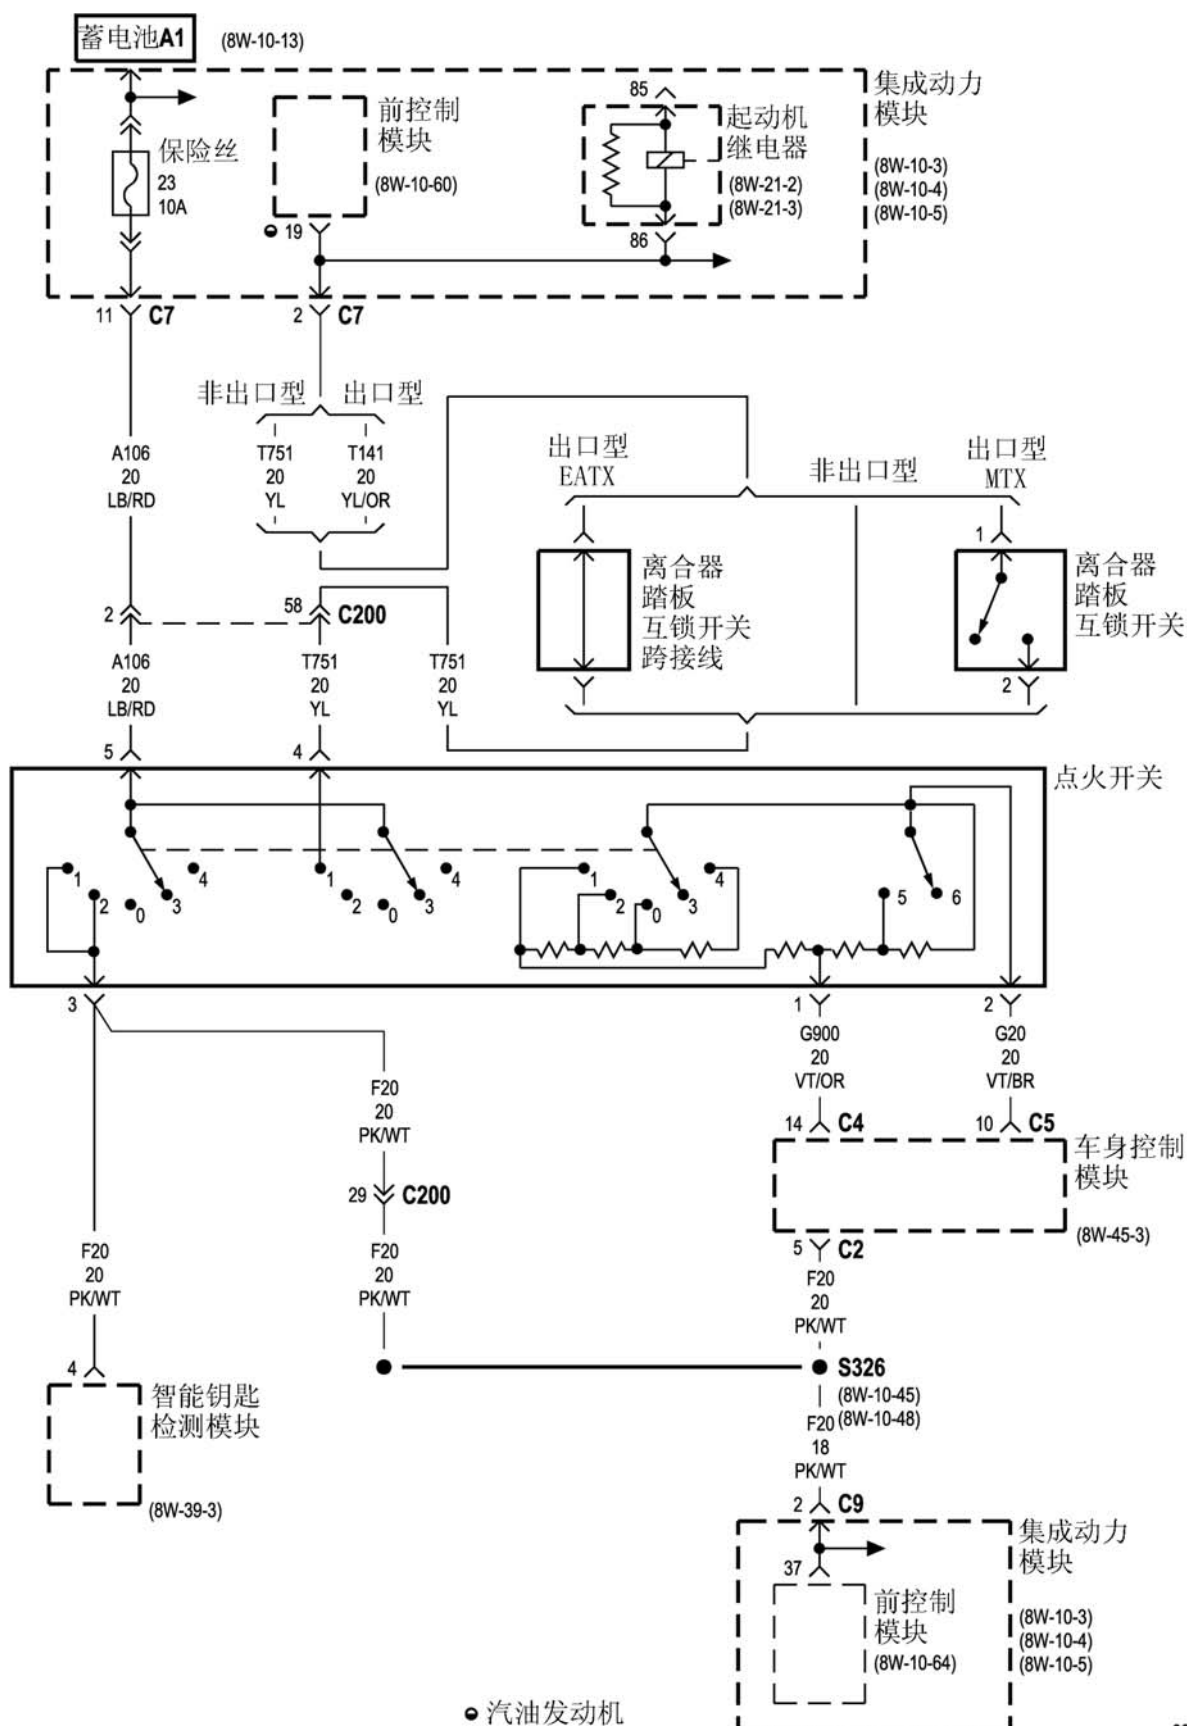 蓄电池A1
(8W-10-13)
85
起动机
继电器
(8W-21-2)
(8W-21-3)
86
集成动力
模块
(8W-10-3)
(8W-10-4)
(8W-10-5)
前控制
模块
(8W-10-60)
19
保险丝
23
10A
11 C7
2 C7
非出口型 出口型
A106
20
LB/RD
T751
20
YL
T141
20
YL/OR
出口型
EATX
非出口型
出口型
MTX
离合器
踏板
互锁开关
跨接线
1
离合器
踏板
互锁开关
2
2
58 C200
A106
20
LB/RD
T751
20
YL
T751
20
YL
5
4
点火开关
1 2 0 3 4
1 2 0 3 4
1 2 0 3 4
5 6
3
1
2
G900
20
VT/OR
G20
20
VT/BR
F20
20
PK/WT
14 C4
10 C5
车身控制
模块
(8W-45-3)
29 C200
5 C2
F20
20
PK/WT
F20
20
PK/WT
F20
20
PK/WT
4
S326
(8W-10-45)
(8W-10-48)
智能钥匙
检测模块
(8W-39-3)
F20
18
PK/WT
2 C9
集成动力
模块
(8W-10-3)
(8W-10-4)
(8W-10-5)
37
前控制
模块
(8W-10-64)
汽油发动机